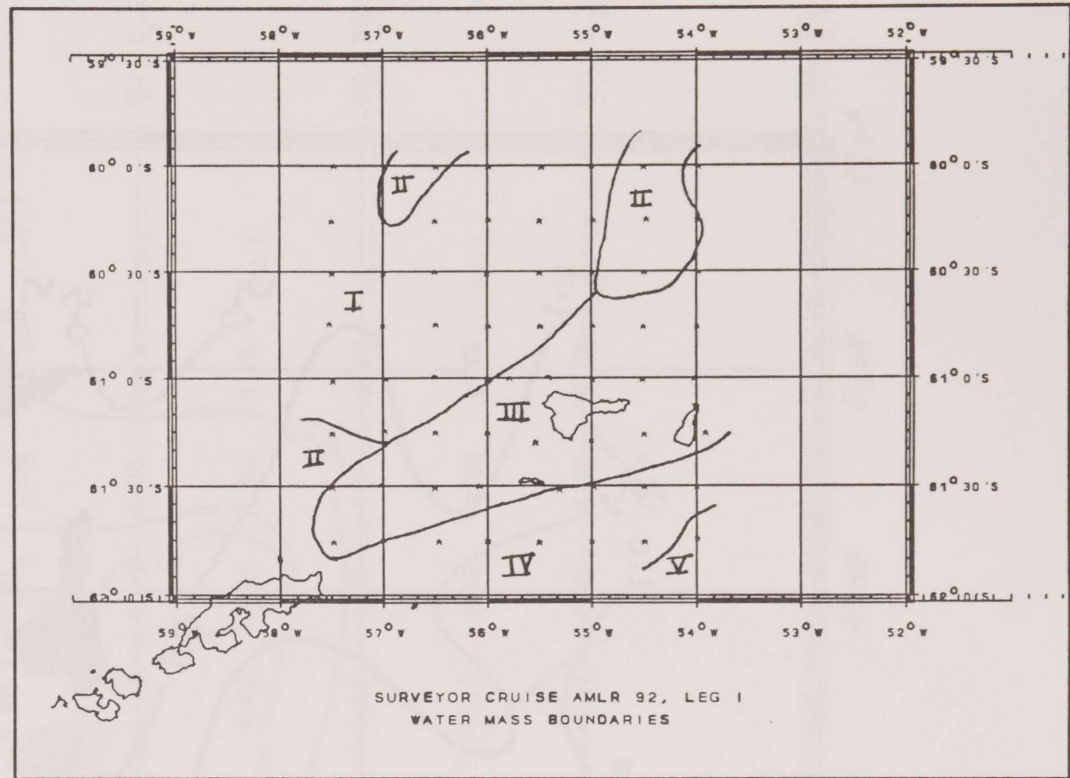 59° W 58° W 57° W 56° W 55° W 54° W 53° W 52° W
59° 30'S 59° 30'S
60° 0'S 60° 0'S
II II
60° 30'S 60° 30'S
I
61° 0'S 61° 0'S
III
II
61° 30'S 61° 30'S
IV V
62° 0'S 62° 0'S
59° W 58° W 57° W 56° W 55° W 54° W 53° W 52° W
SURVEYOR CRUISE AMLR 92, LEG I
WATER MASS BOUNDARIES